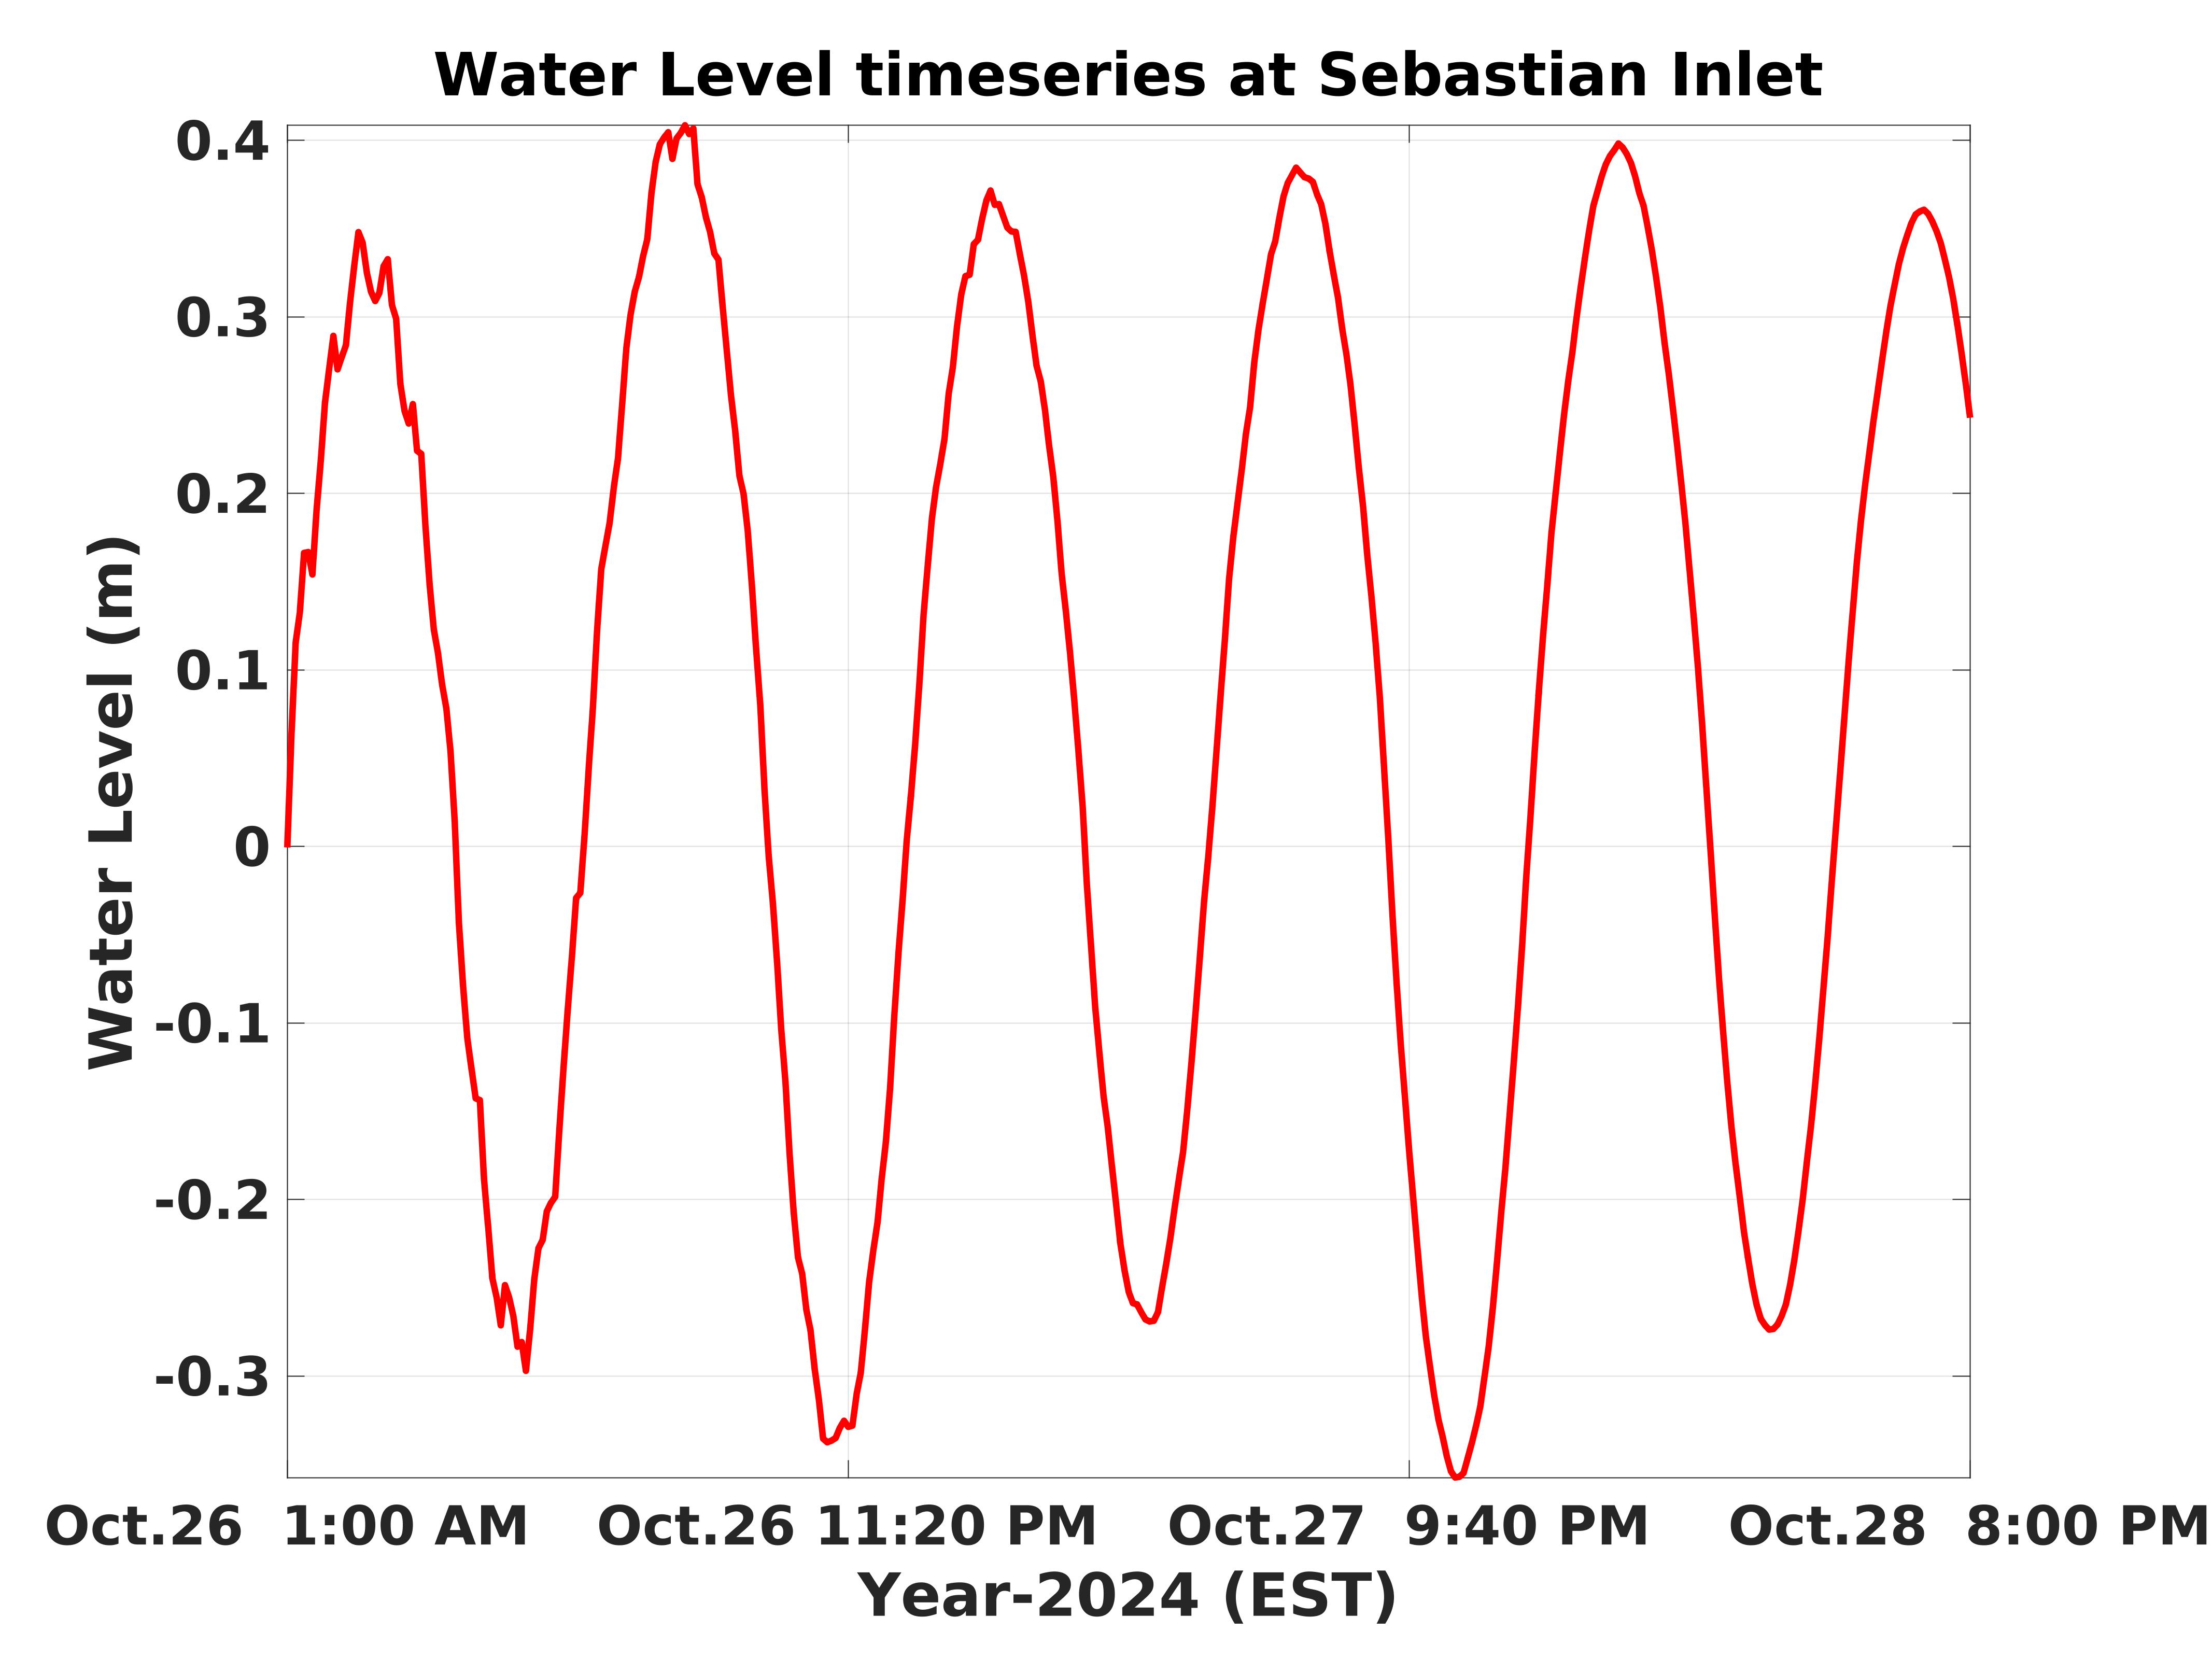 Water Level timeseries at Sebastian Inlet
Water Level (m)
0.4
0.3
0.2
0.1
0
-0.1
-0.2
-0.3
Oct.26  1:00 AM
Oct.26 11:20 PM
Oct.27  9:40 PM
Oct.28  8:00 PM
Year-2024 (EST)